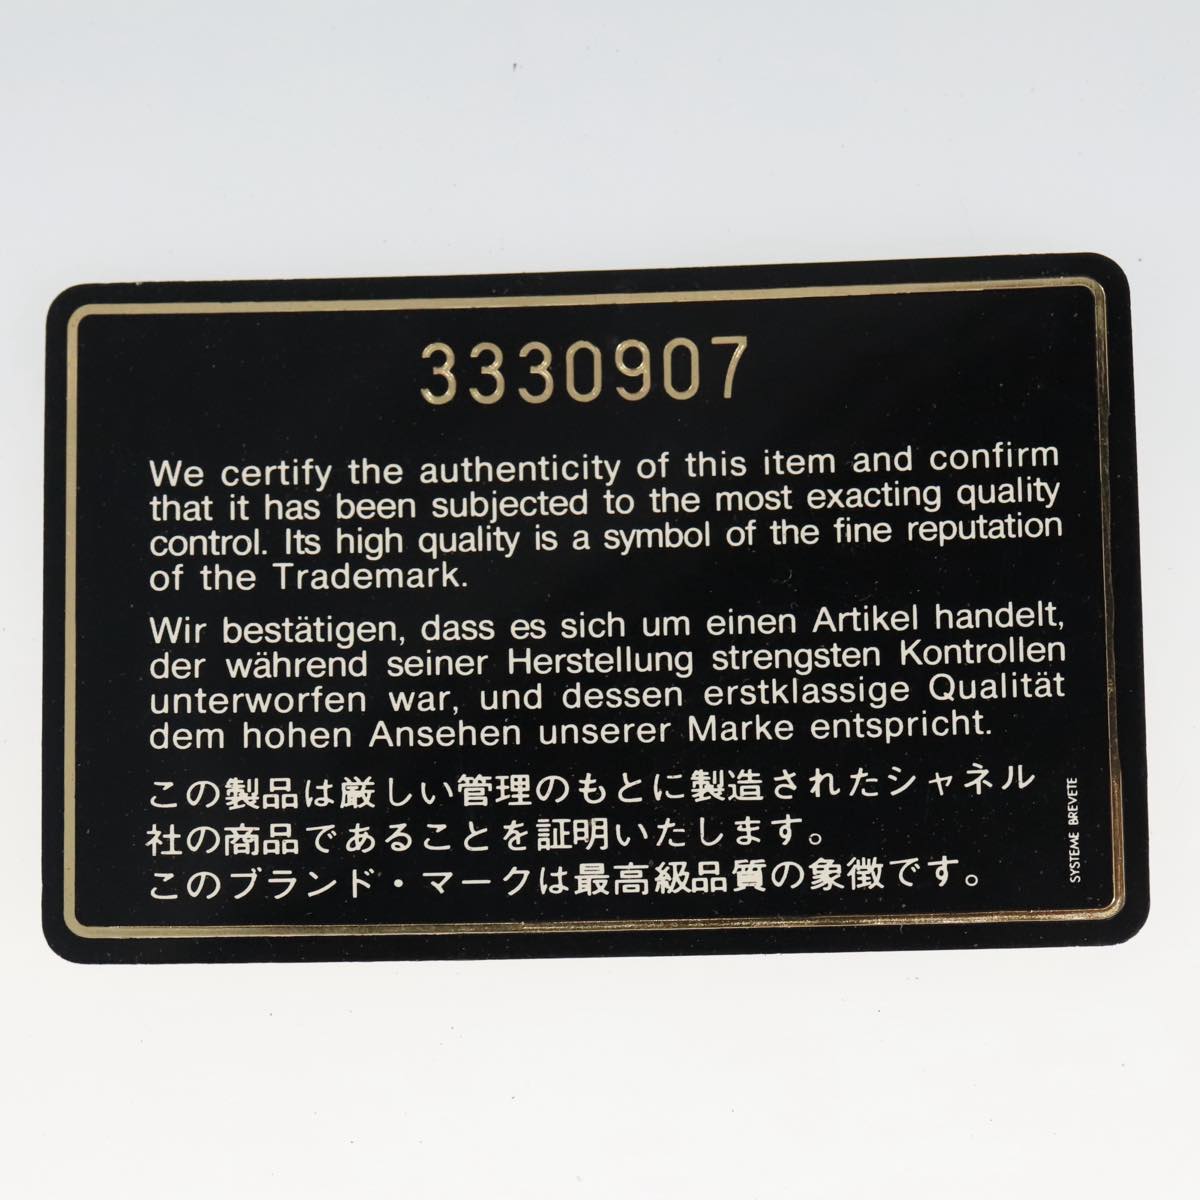 3330907
We certify the authenticity of this item and confirm
that it has been subjected to the most exacting quality
control. Its high quality is a symbol of the fine reputation
of the Trademark.
Wir bestätigen, dass es sich um einen Artikel handelt,
der während seiner Herstellung strengsten Kontrollen
unterworfen war, und dessen erstklassige Qualität
dem hohen Ansehen unserer Marke entspricht.
この製品は厳しい管理のもとに製造されたシャネル
社の商品であることを証明いたします。
このブランド・マークは最高級品質の象徴です。
SYSTEME BREVETE